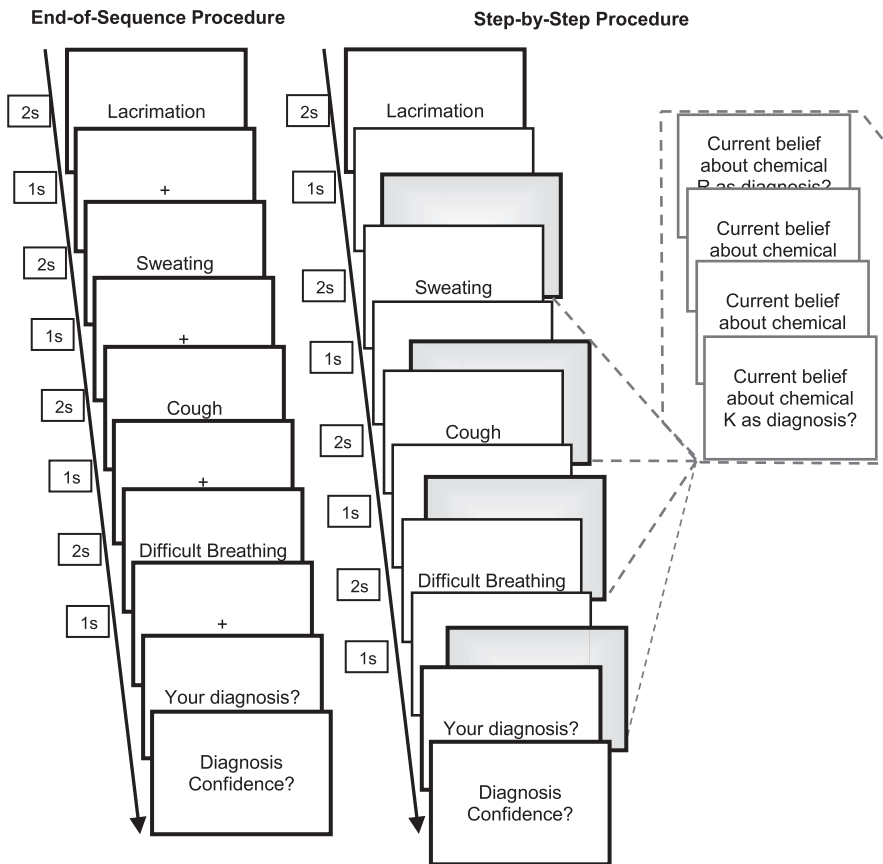 End-of-Sequence Procedure
2s
Lacrimation
1s
+
2s
Sweating
1s
+
2s
Cough
1s
+
2s
Difficult Breathing
1s
+
Your diagnosis?
Diagnosis
Confidence?
Step-by-Step Procedure
2s
Lacrimation
1s
2s
Sweating
1s
2s
Cough
1s
2s
Difficult Breathing
1s
Your diagnosis?
Diagnosis
Confidence?
Current belief
about chemical
R as diagnosis?
Current belief
about chemical
Current belief
about chemical
Current belief
about chemical
K as diagnosis?